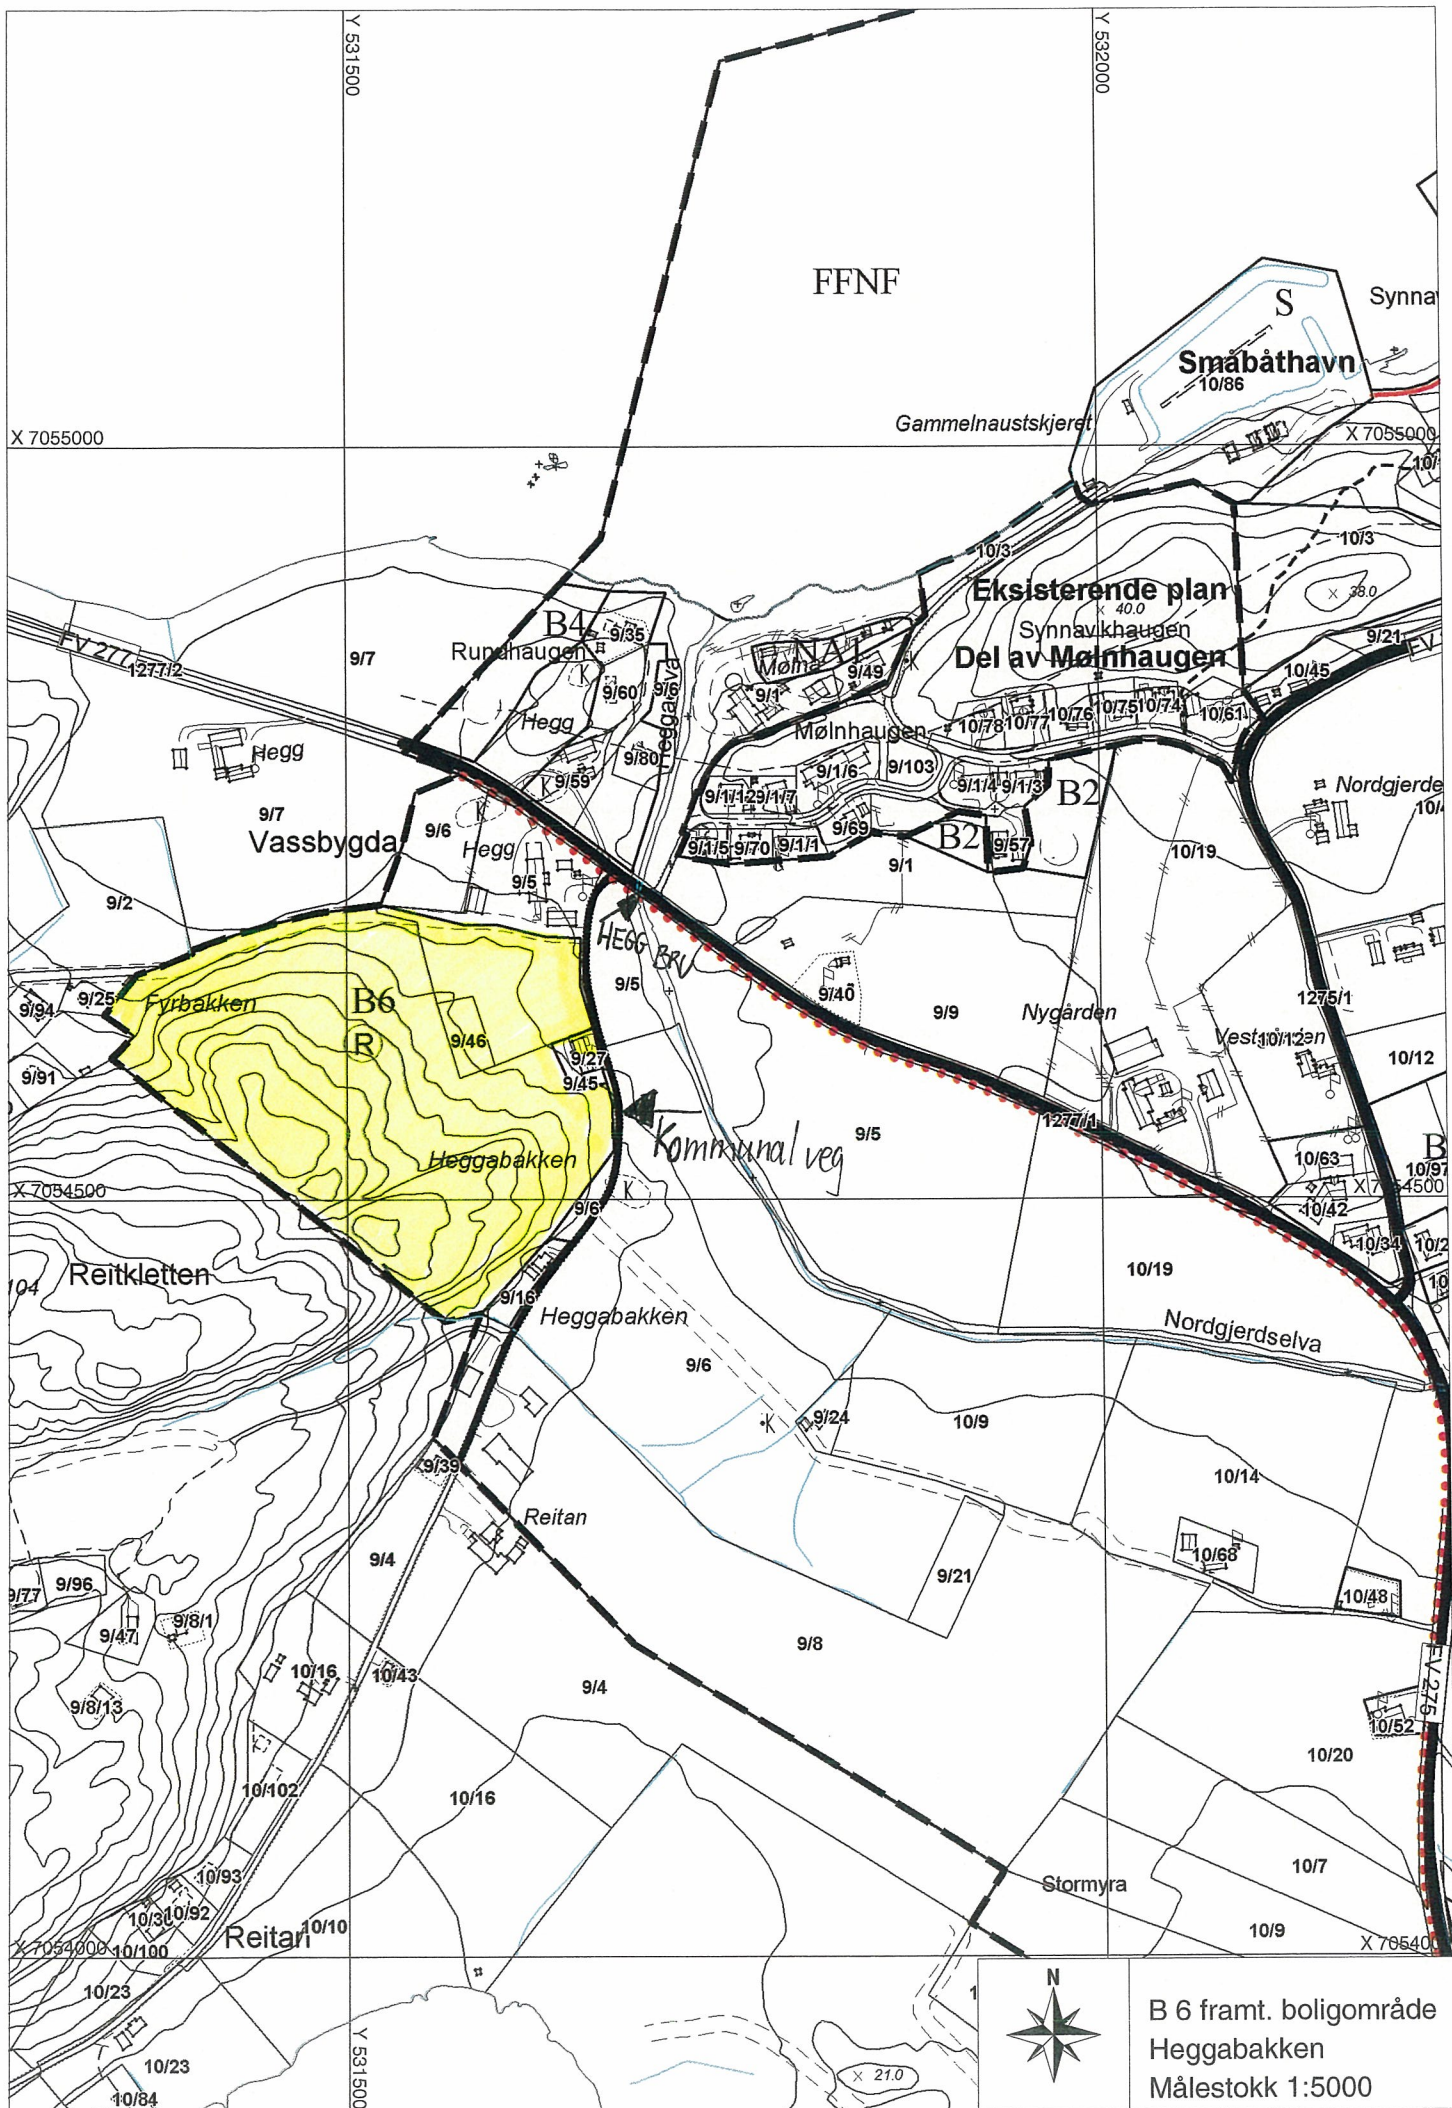 Y 531500
Y 532000
FFNF
S
Småbåthavn
10/86
Gammelnaustskjeret
X 7055000
X 7055000
10/3
10/3
Eksisterende plan
40.0
38.0
Synnavikhaugen
Del av Mølnhaugen
9/21
10/45
B4
9/35
Rundhaugen
K
9/60
9/6
Hegg
Heggaelva
9/80
9/59
K
FV 277
1277/2
9/7
Hegg
9/7
K
Vassbygda
9/6
Hegg
9/5
9/2
NA1
Mølna
9/49
K
9/1
Mølnhaugen
10/78
10/77
10/76
10/75
10/74
10/61
9/1/6
9/103
9/1/12
9/1/7
9/1/4
9/1/3
B2
9/69
9/1/5
9/70
9/1/1
B2
9/57
9/1
10/19
Nordgjerde
HEGG BRU
9/5
9/40
9/9
Nygården
1275/1
10/12
10/12
9/94
9/25
Fyrbakken
B6
R
9/46
9/27
9/45
9/91
Kommunal veg
9/5
1277/1
Heggabakken
10/63
10/97
X 7054500
X 7054500
K
9/6
10/42
10/34
104
Reitkletten
9/16
Heggabakken
10/19
Nordgjerdselva
9/6
K
9/24
10/9
9/39
10/14
Reitan
9/4
9/21
10/68
10/48
9/77
9/96
9/47
9/8/1
9/8
10/16
10/43
9/4
9/8/13
FV 275
10/52
10/20
10/102
10/16
10/7
10/93
Stormyra
10/92
10/10
Reitan
10/9
X 7054000
10/100
10/23
N
B 6 framt. boligområde
Heggabakken
Målestokk 1:5000
Y 531500
10/23
21.0
10/84